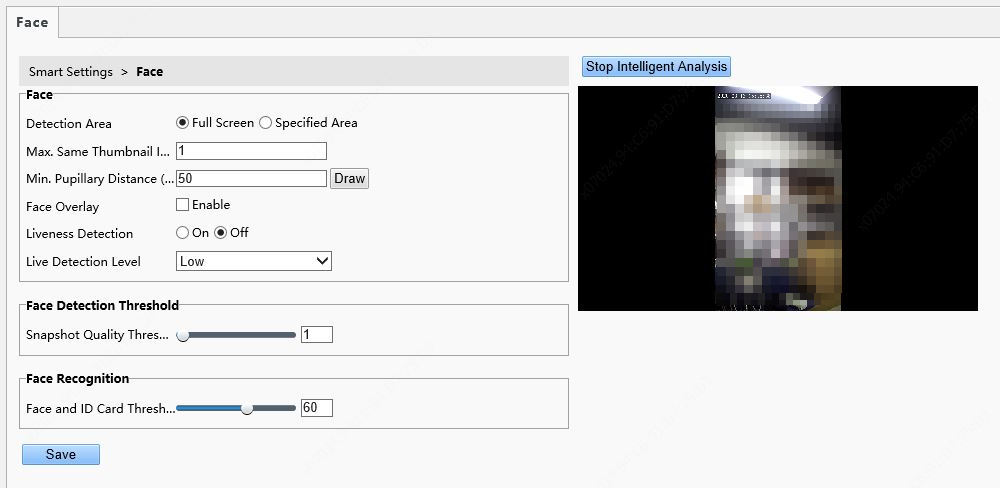 Face
Smart Settings > Face
Stop Intelligent Analysis
Face
Detection Area Full Screen Specified Area
Max. Same Thumbnail I... 1
Min. Pupillary Distance (... 50 Draw
Face Overlay Enable
Liveness Detection On Off
Live Detection Level Low
Face Detection Threshold
Snapshot Quality Thres... 1
Face Recognition
Face and ID Card Thresh... 60
Save